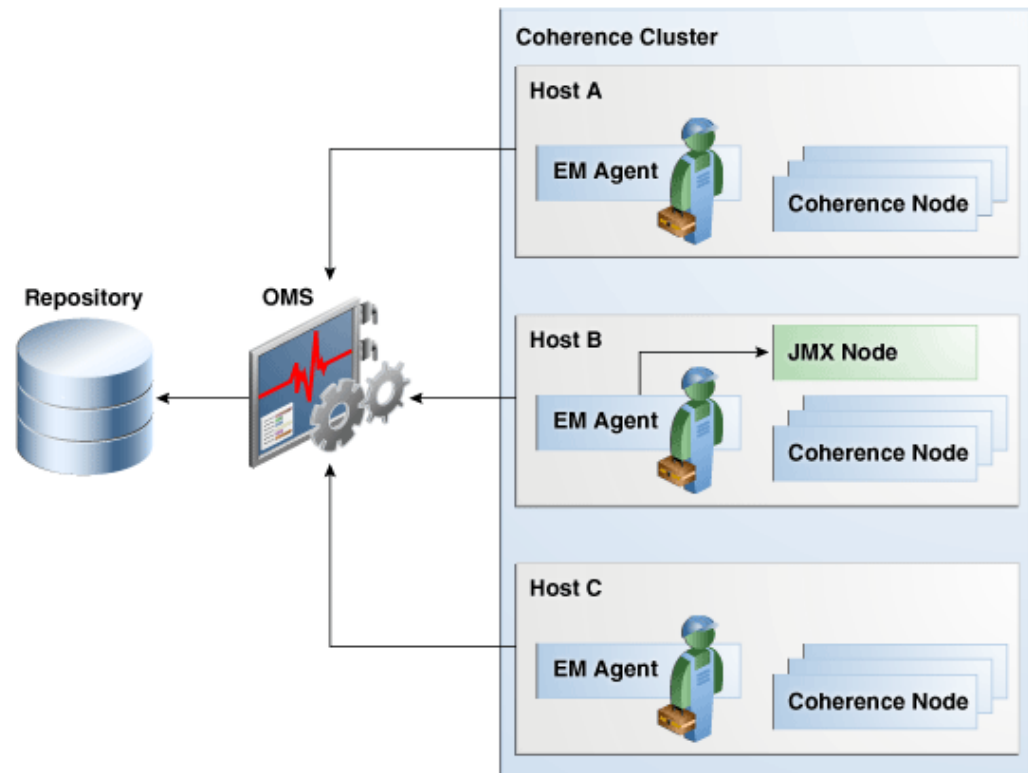 Coherence Cluster
Host A
EM Agent
Coherence Node
Repository
OMS
Host B
JMX Node
EM Agent
Coherence Node
Host C
EM Agent
Coherence Node